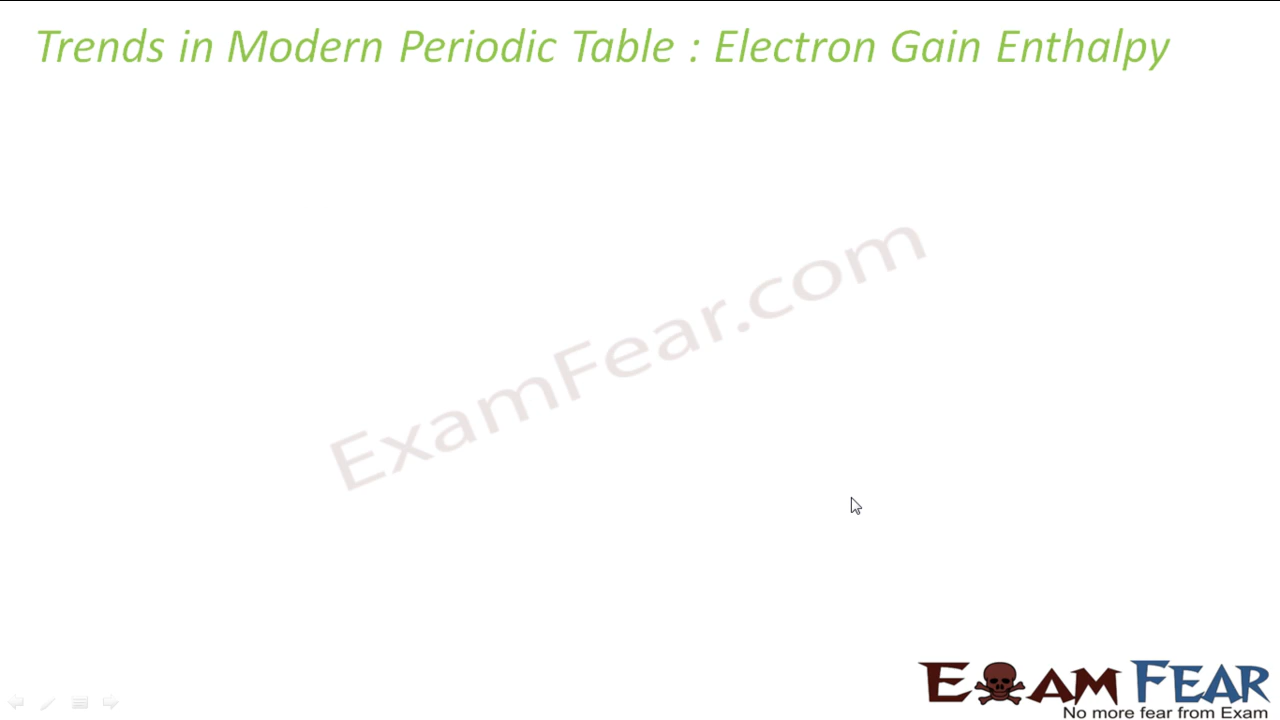 Trends in Modern Periodic Table : Electron Gain Enthalpy
ExamFear.com
EXAM FEAR
No more fear from Exam